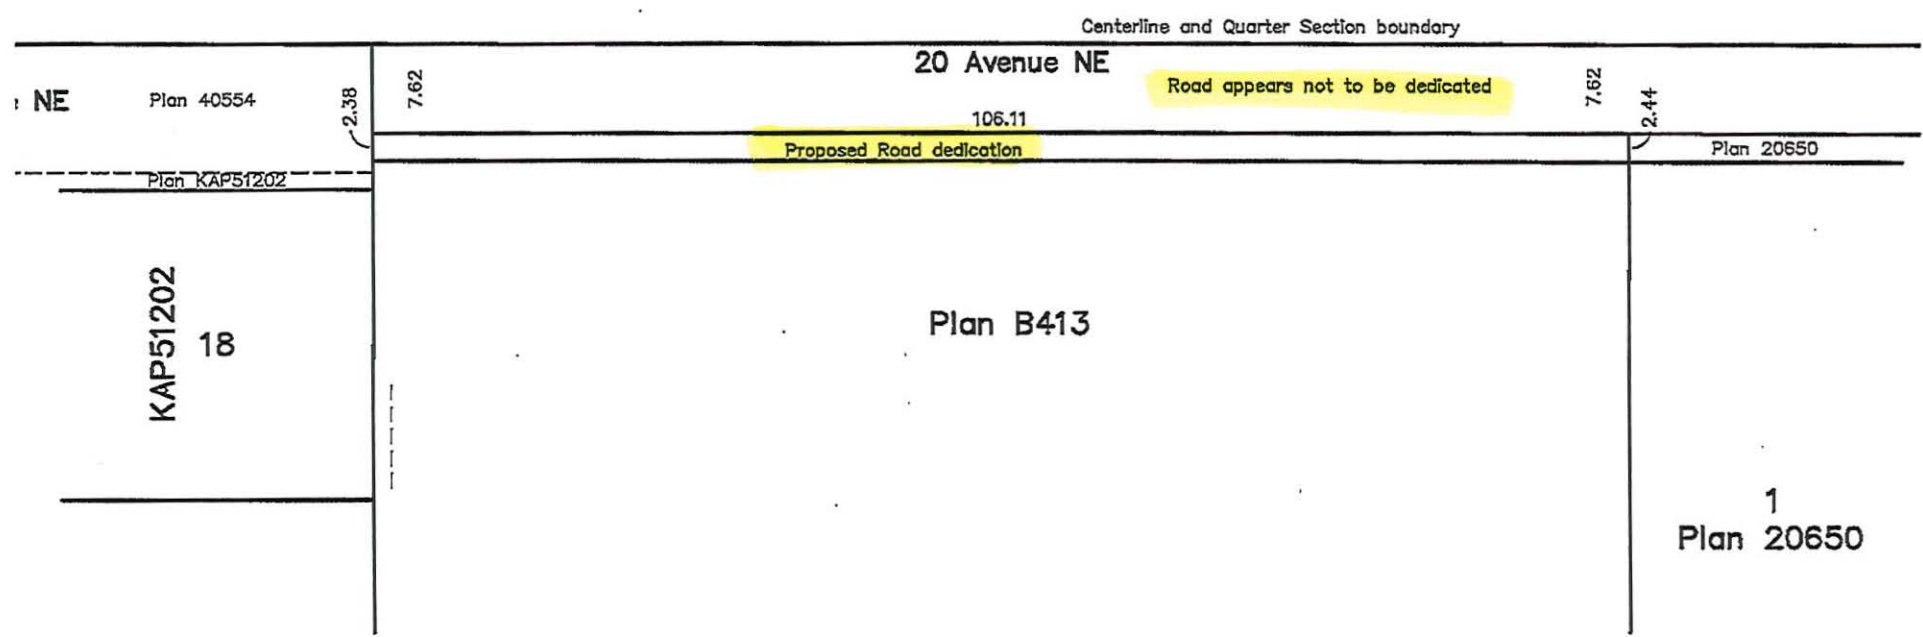 Centerline and Quarter Section boundary
20 Avenue NE
Road appears not to be dedicated
NE
Plan 40554
2.38
7.62
7.62
2.44
106.11
Proposed Road dedication
Plan 20650
Plan KAP51202
KAP51202
18
Plan B413
1
Plan 20650